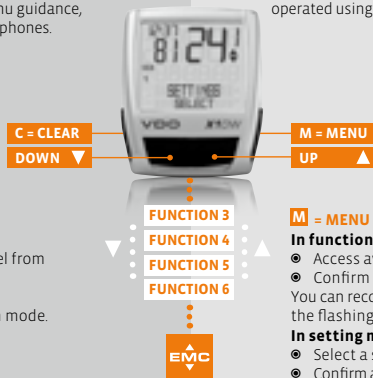 nu guidance,
phones.
operated using
SETTINGS
SELECT
VDO
C = CLEAR
M = MENU
DOWN ▼
UP ▲
FUNCTION 3
FUNCTION 4
FUNCTION 5
FUNCTION 6
el from
mode.
EMC
M = MENU
In function
Access a
Confirm
You can reco
the flashing
In setting m
Select a s
Confirm a